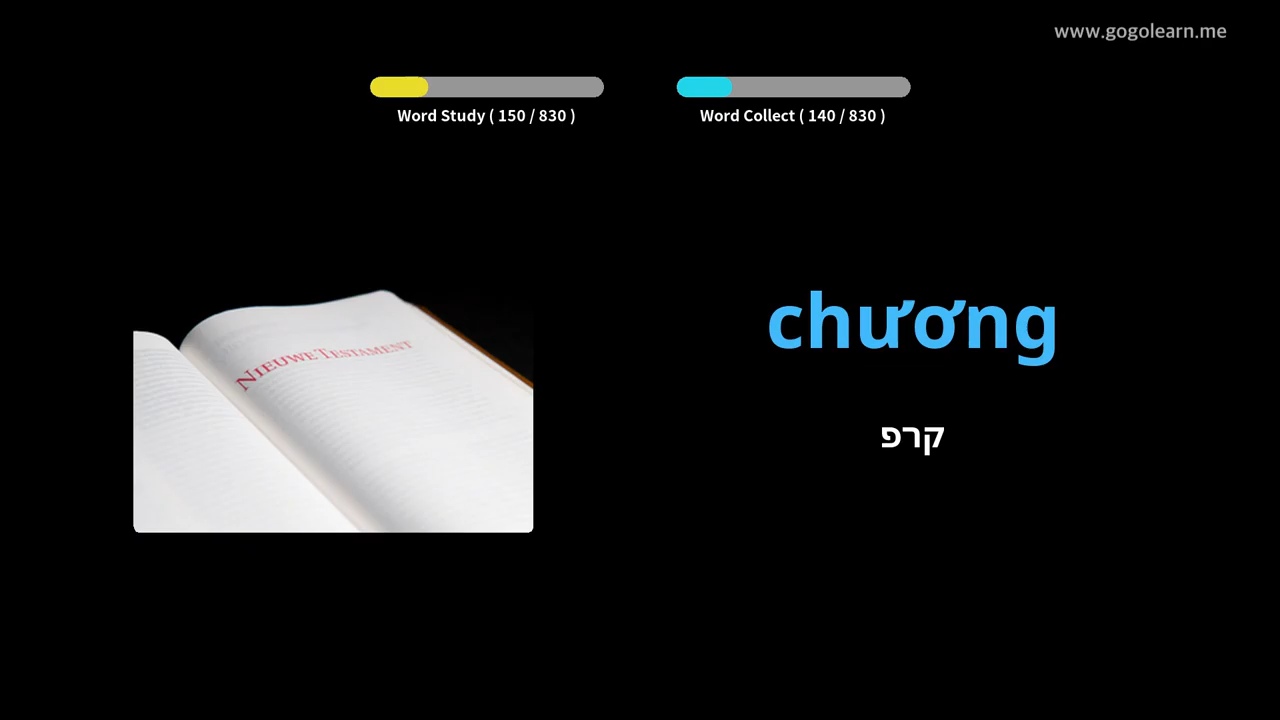 www.gogolearn.me
Word Study ( 150 / 830 )
Word Collect ( 140 / 830 )
NIEUWE TESTAMENT
chương
קרפ